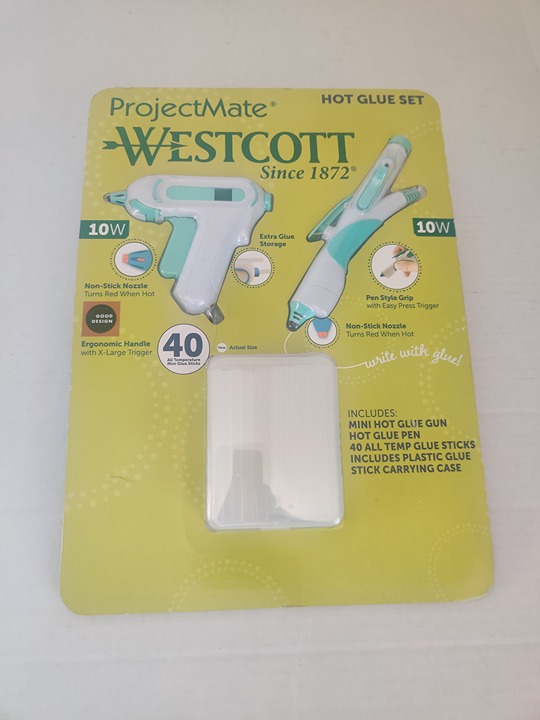 ProjectMate®
HOT GLUE SET
WESTCOTT
Since 1872®
10W
10W
Extra Glue
Storage
Non-Stick Nozzle
Turns Red When Hot
Pen Style Grip
with Easy Press Trigger
GOOD
DESIGN
Non-Stick Nozzle
Turns Red When Hot
Ergonomic Handle
with X-Large Trigger
40
All Temperature
Mini Glue Sticks
Actual Size
write with glue!
INCLUDES:
MINI HOT GLUE GUN
HOT GLUE PEN
40 ALL TEMP GLUE STICKS
INCLUDES PLASTIC GLUE
STICK CARRYING CASE